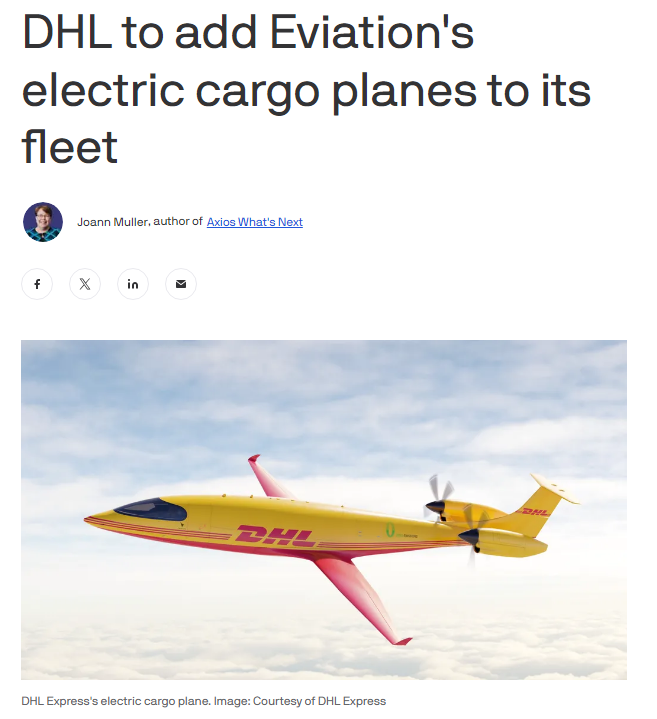 DHL to add Eviation's
electric cargo planes to its
fleet
Joann Muller, author of Axios What's Next
DHL
DHL
DHL Express's electric cargo plane. Image: Courtesy of DHL Express